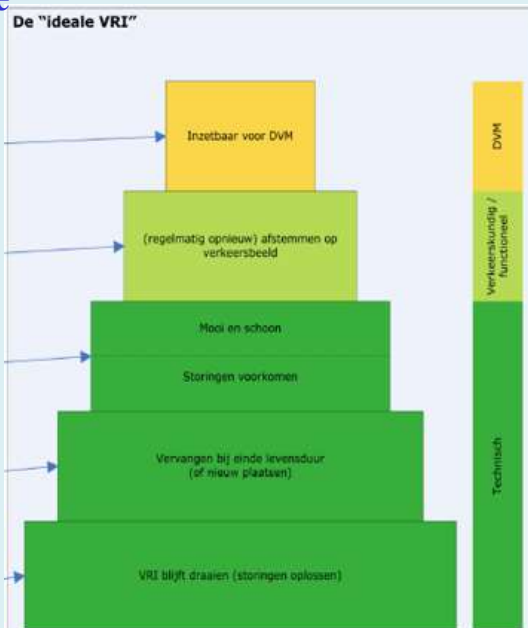 De "ideale VRI"
Inzetbaar voor DVM
(regelmatig opnieuw) afstemmen op
verkeersbeeld
Mooi en schoon
Storingen voorkomen
Vervangen bij einde levensduur
(of nieuw plaatsen)
VRI blijft draaien (storingen oplossen)
DVM
Verkeerskundig /
functioneel
Technisch